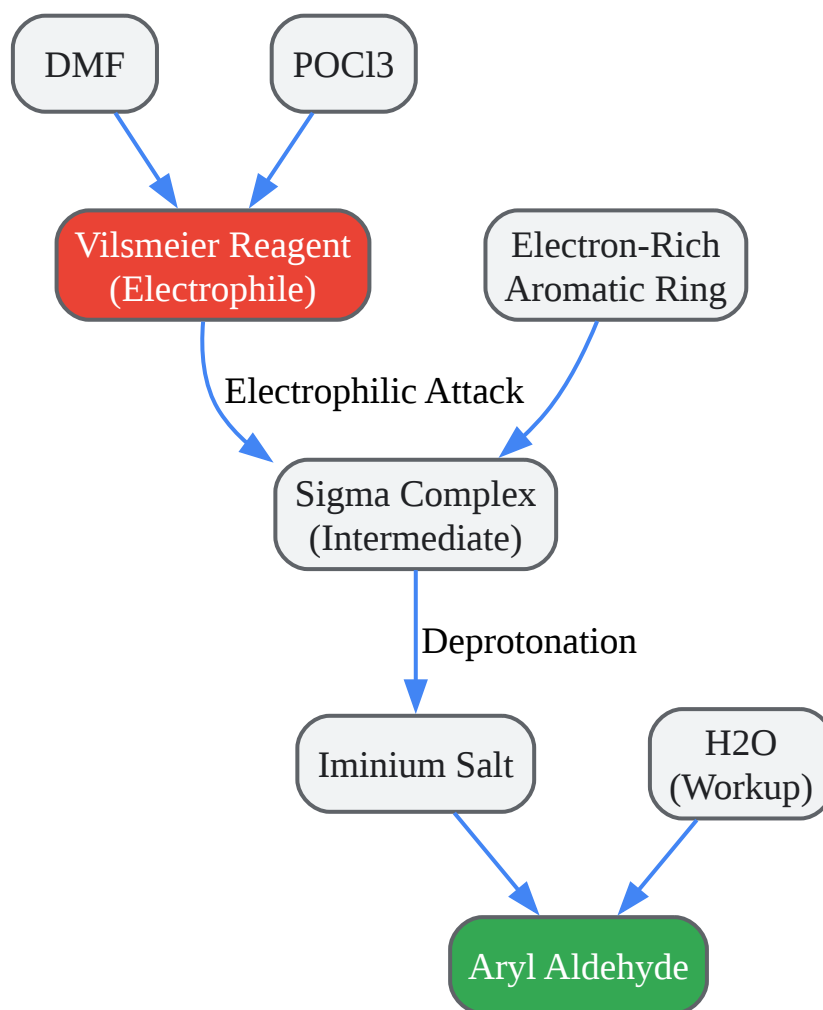 DMF
POCl3
Vilsmeier Reagent
(Electrophile)
Electron-Rich
Aromatic Ring
Electrophilic Attack
Sigma Complex
(Intermediate)
Deprotonation
Iminium Salt
H2O
(Workup)
Aryl Aldehyde